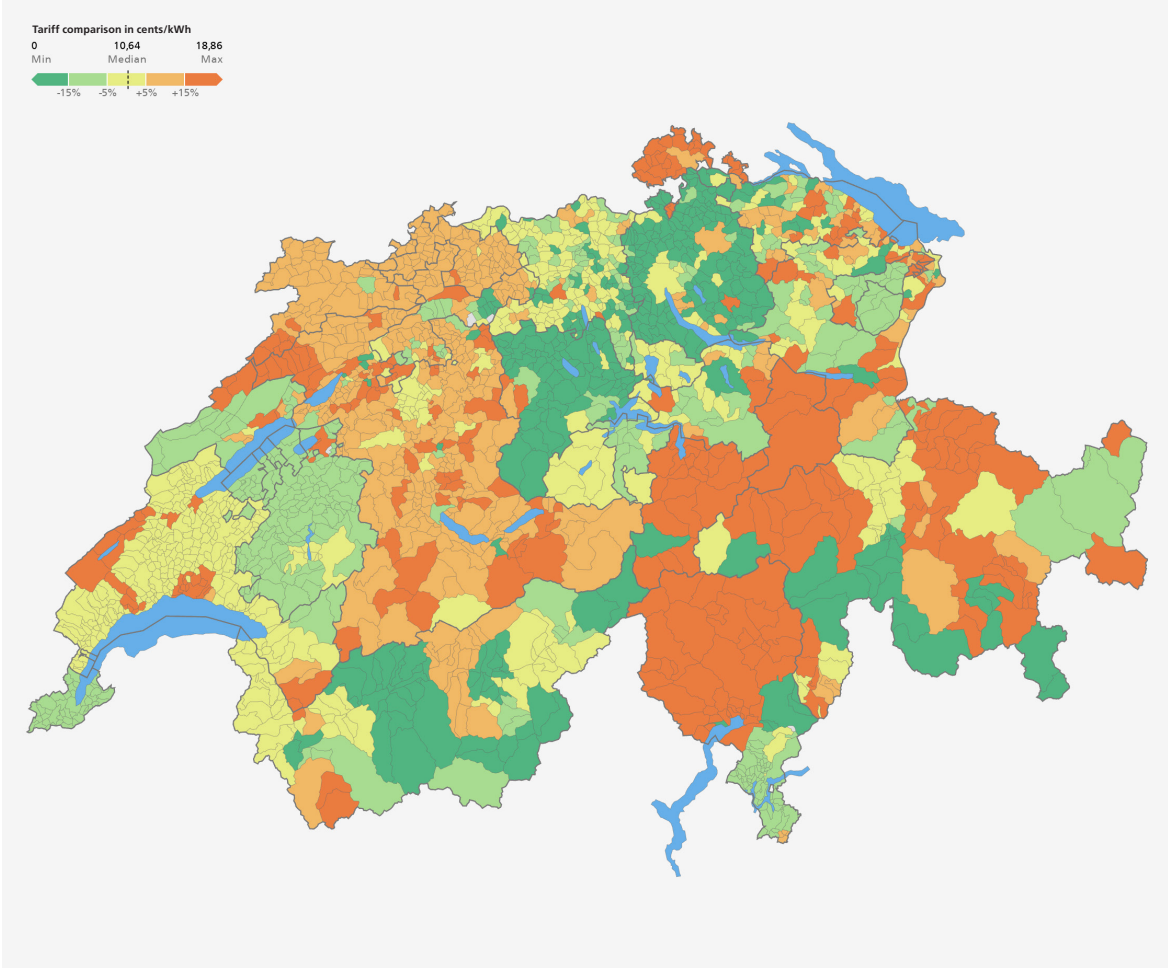 Tariff comparison in cents/kWh
0 10,64 18,86
Min Median Max
-15% -5% +5% +15%